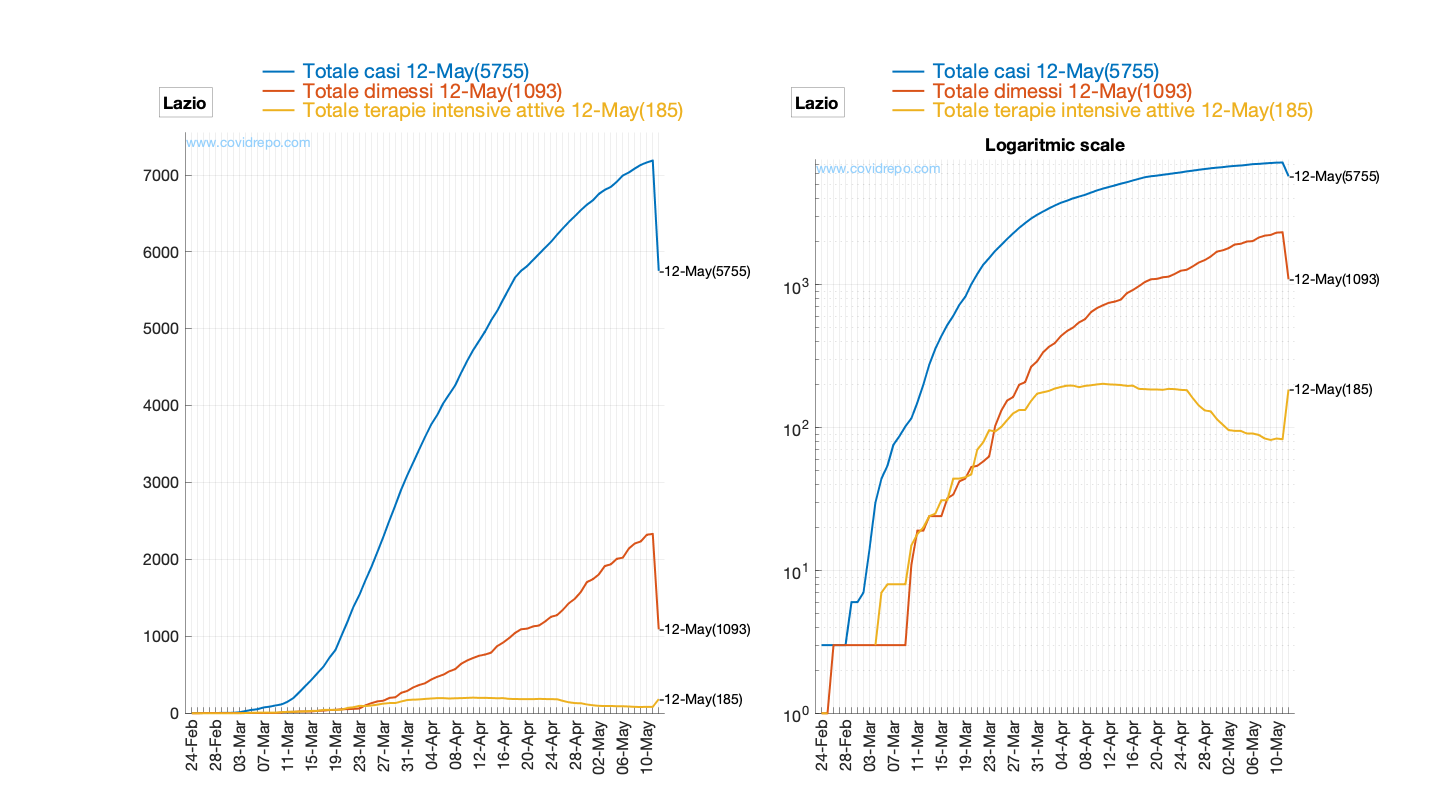 Totale casi 12-May(5755)
Totale dimessi 12-May(1093)
Totale terapie intensive attive 12-May(185)
Lazio
www.covidrepo.com
7000
6000
5000
4000
3000
2000
1000
0
-12-May(5755)
-12-May(1093)
-12-May(185)
24-Feb
28-Feb
03-Mar
07-Mar
11-Mar
15-Mar
19-Mar
23-Mar
27-Mar
31-Mar
04-Apr
08-Apr
12-Apr
16-Apr
20-Apr
24-Apr
28-Apr
02-May
06-May
10-May
Totale casi 12-May(5755)
Totale dimessi 12-May(1093)
Totale terapie intensive attive 12-May(185)
Lazio
Logaritmic scale
www.covidrepo.com
10³
10²
10¹
10⁰
-12-May(5755)
-12-May(1093)
-12-May(185)
24-Feb
28-Feb
03-Mar
07-Mar
11-Mar
15-Mar
19-Mar
23-Mar
27-Mar
31-Mar
04-Apr
08-Apr
12-Apr
16-Apr
20-Apr
24-Apr
28-Apr
02-May
06-May
10-May